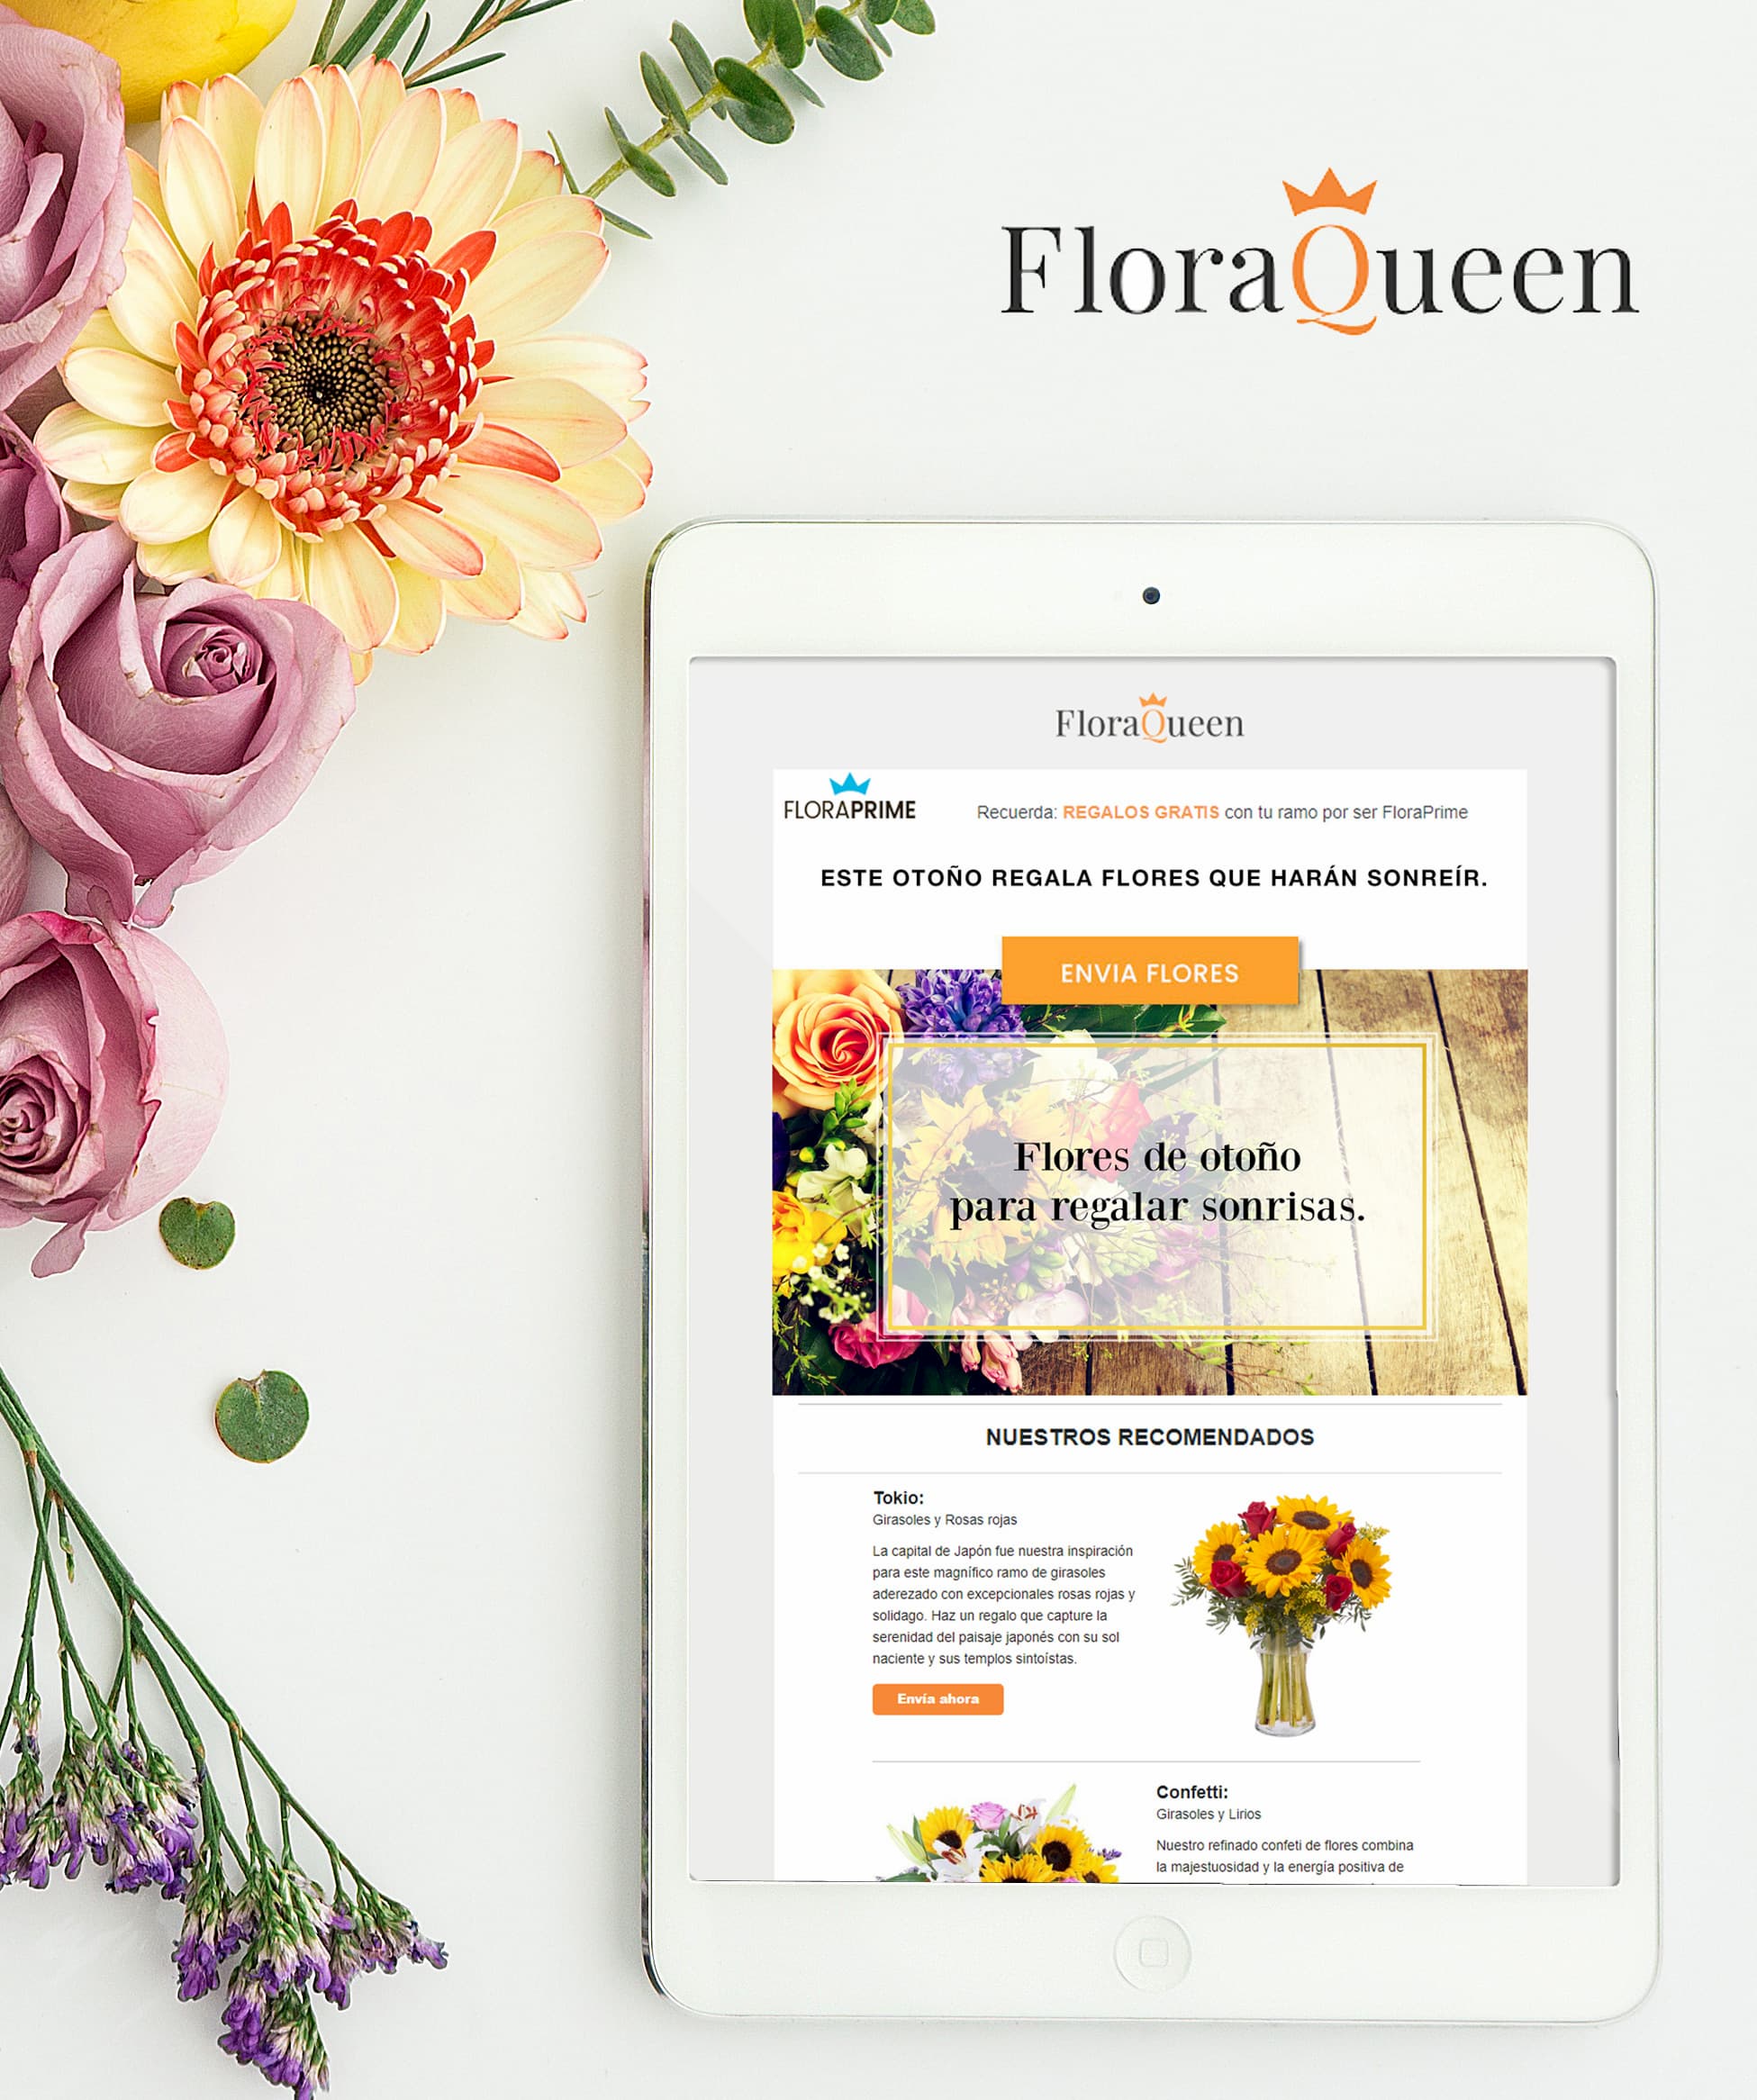 FloraQueen
FloraQueen
FLORAPRIME
Recuerda: REGALOS GRATIS con tu ramo por ser FloraPrime
ESTE OTOÑO REGALA FLORES QUE HARÁN SONREÍR.
ENVIA FLORES
Flores de otoño
para regalar sonrisas.
NUESTROS RECOMENDADOS
Tokio:
Girasoles y Rosas rojas
La capital de Japón fue nuestra inspiración
para este magnífico ramo de girasoles
aderezado con excepcionales rosas rojas y
solidago. Haz un regalo que capture la
serenidad del paisaje japonés con su sol
naciente y sus templos sintoístas.
Envía ahora
Confetti:
Girasoles y Lirios
Nuestro refinado confeti de flores combina
la majestuosidad y la energía positiva de